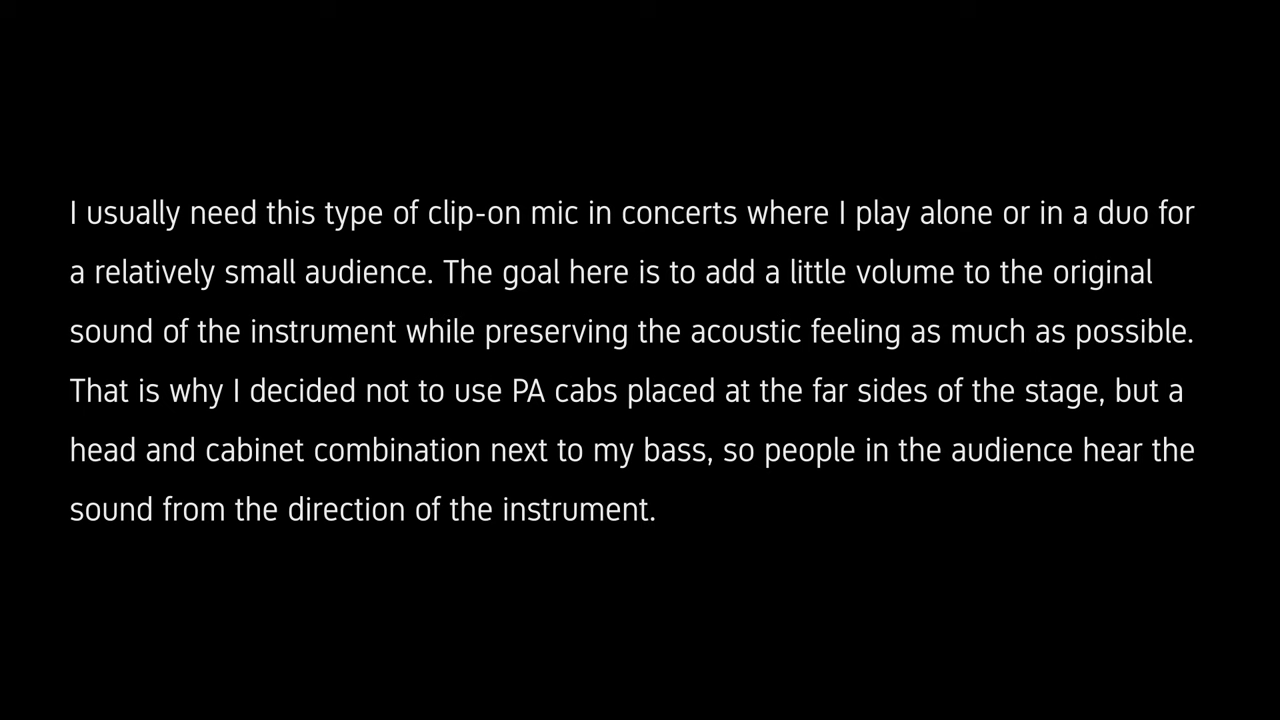 I usually need this type of clip-on mic in concerts where I play alone or in a duo for
a relatively small audience. The goal here is to add a little volume to the original
sound of the instrument while preserving the acoustic feeling as much as possible.
That is why I decided not to use PA cabs placed at the far sides of the stage, but a
head and cabinet combination next to my bass, so people in the audience hear the
sound from the direction of the instrument.